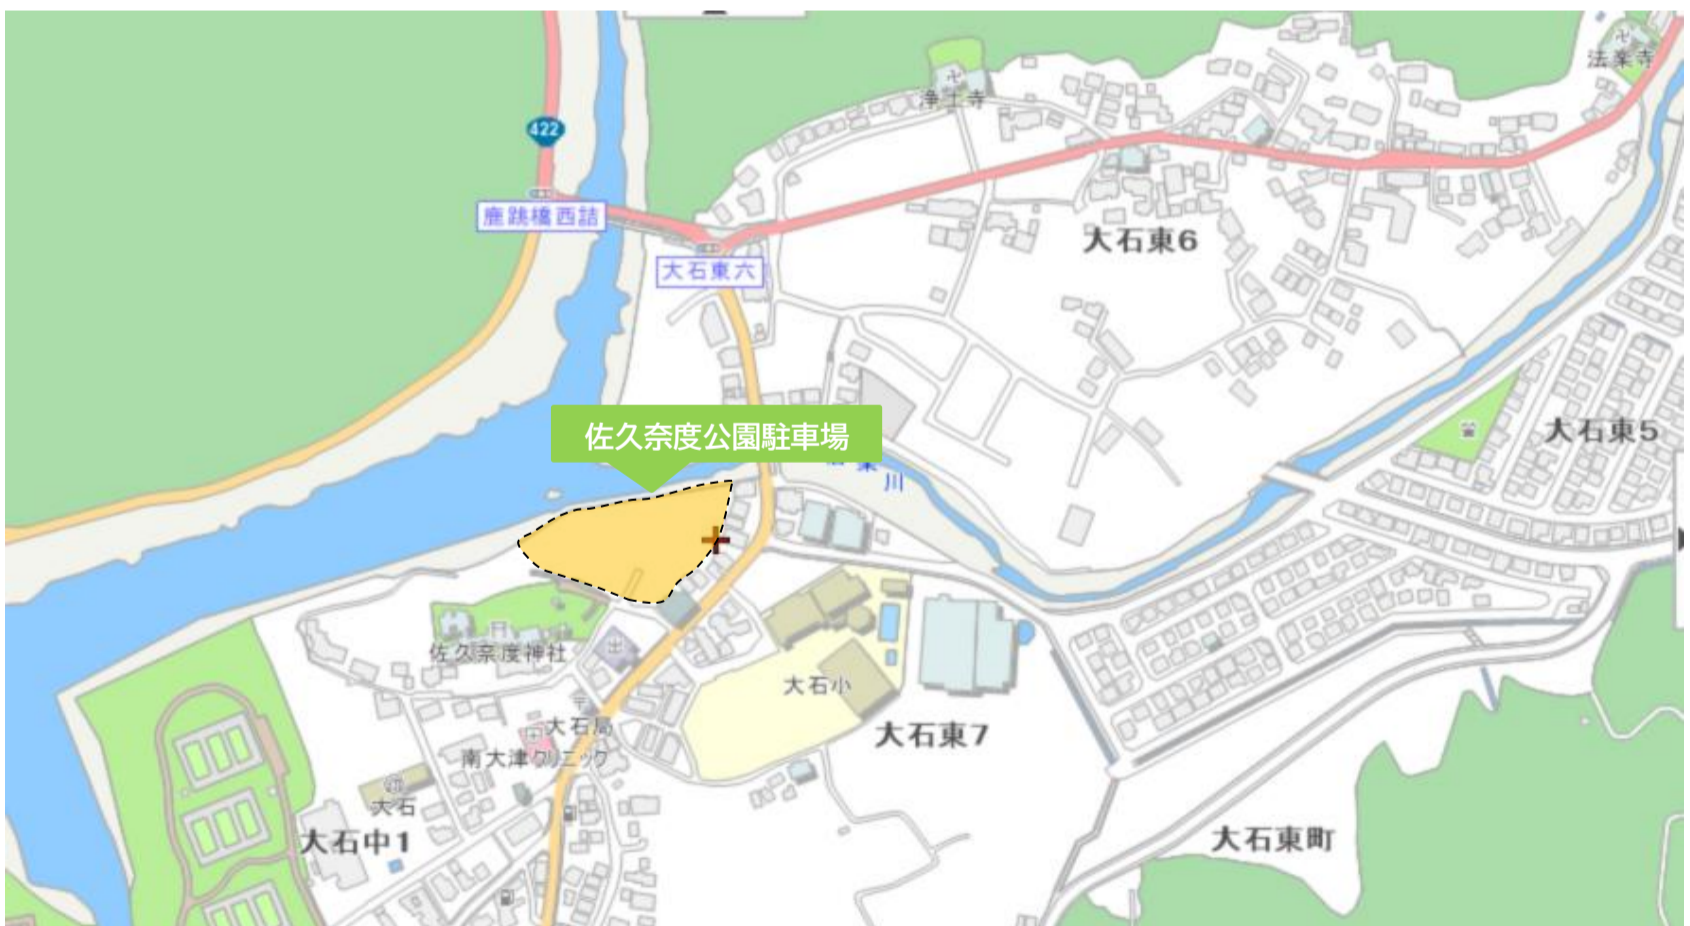 法楽寺
浄土寺
422
鹿跳橋西詰
大石東六
大石東6
佐久奈度公園駐車場
大石東5
川
佐久奈度神社
大石小
大石東7
大石局
南大津クリニック
大石
大石中1
大石東町